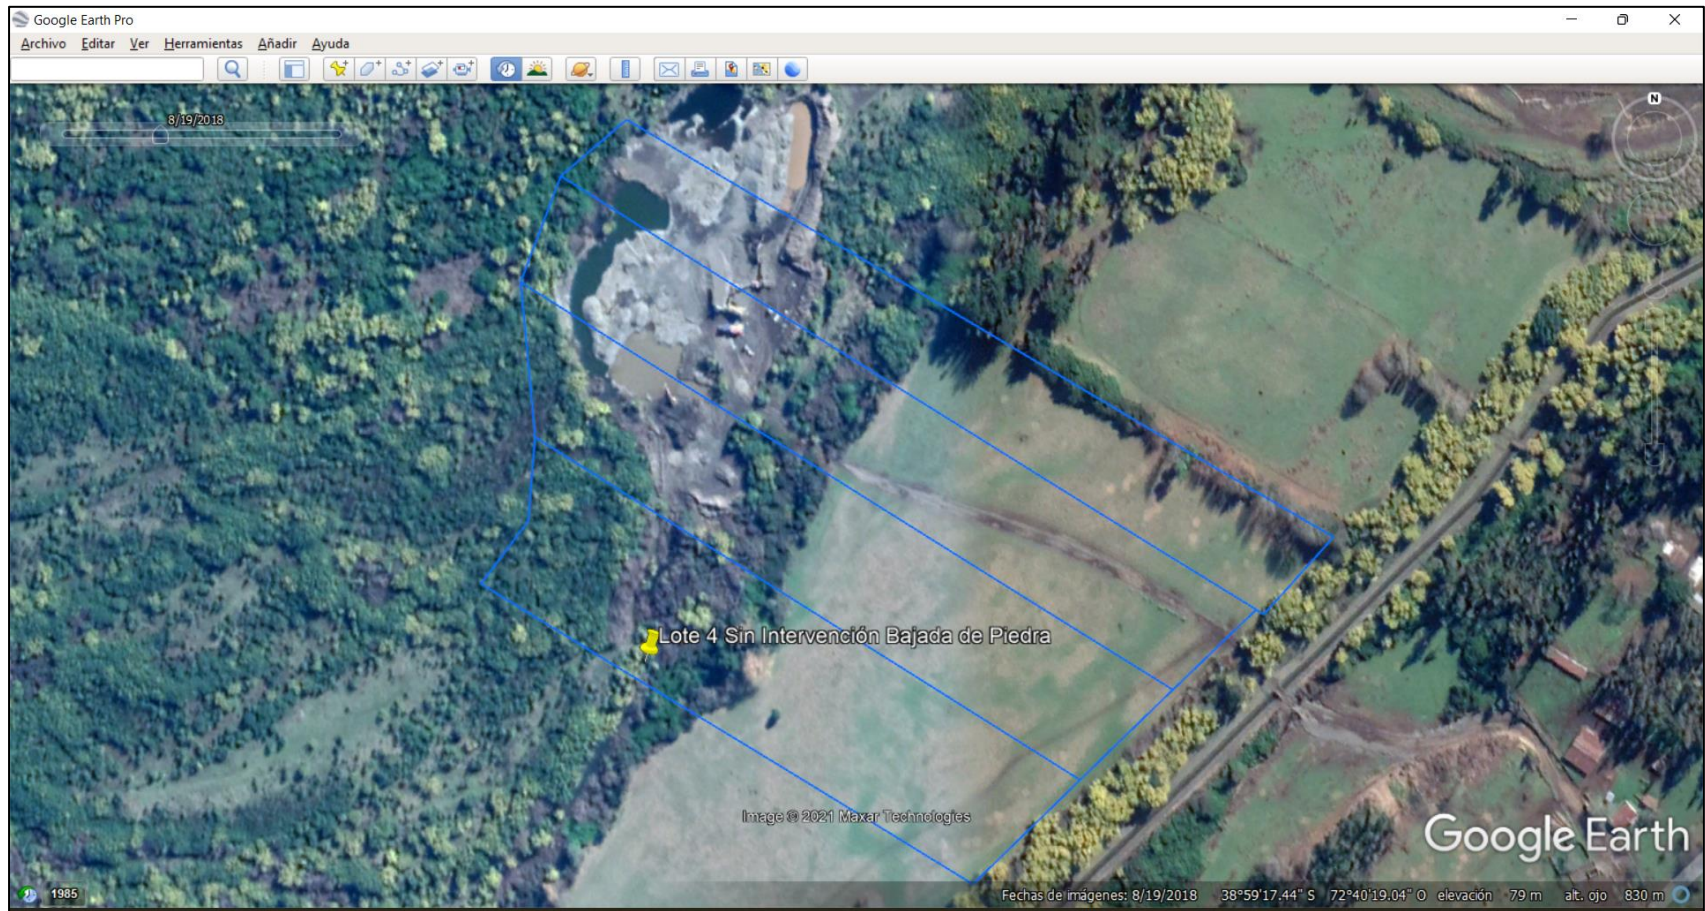 Google Earth Pro
Archivo Editar Ver Herramientas Añadir Ayuda
8/19/2018
N
Lote 4 Sin Intervención Bajada de Piedra
Image © 2021 Maxar Technologies
Google Earth
1985
Fechas de imágenes: 8/19/2018 38°59'17.44" S 72°40'19.04" O elevación 79 m alt. ojo 830 m